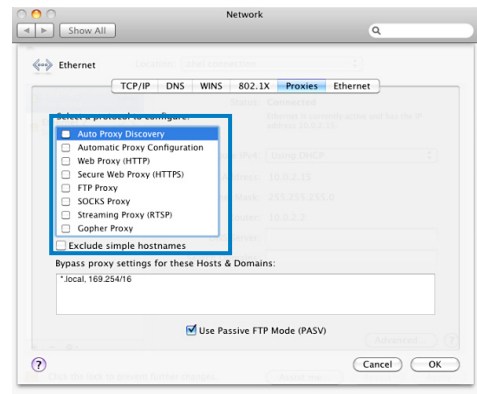 Network
Show All
Ethernet
TCP/IP DNS WINS 802.1X Proxies Ethernet
Select a protocol to configure:
Auto Proxy Discovery
Automatic Proxy Configuration
Web Proxy (HTTP)
Secure Web Proxy (HTTPS)
FTP Proxy
SOCKS Proxy
Streaming Proxy (RTSP)
Gopher Proxy
Exclude simple hostnames
Bypass proxy settings for these Hosts & Domains:
*.local, 169.254/16
Use Passive FTP Mode (PASV)
Advanced...
?
Cancel OK